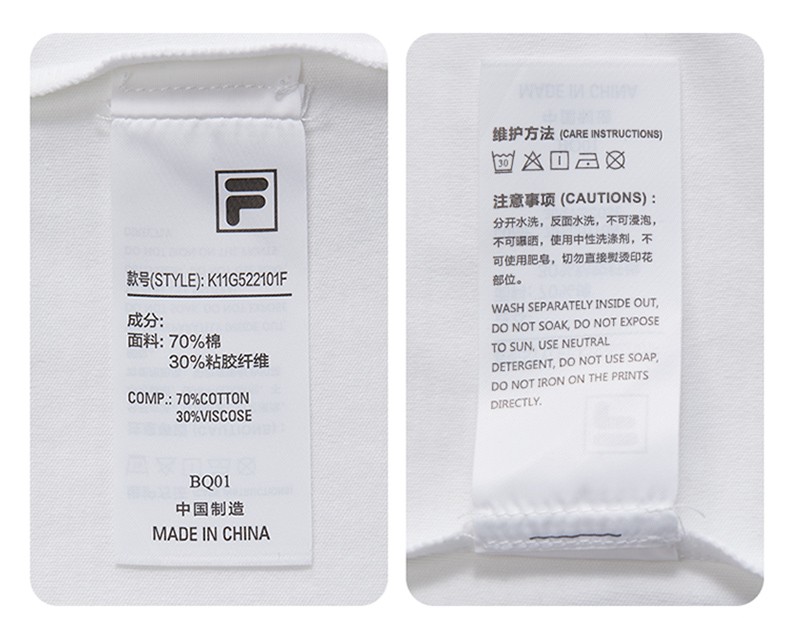 F
款号(STYLE): K11G522101F
成分:
面料: 70%棉
30%粘胶纤维
COMP.: 70%COTTON
30%VISCOSE
BQ01
中国制造
MADE IN CHINA
维护方法 (CARE INSTRUCTIONS)
30
注意事项 (CAUTIONS) :
分开水洗，反面水洗，不可浸泡，
不可曝晒，使用中性洗涤剂，不
可使用肥皂，切勿直接熨烫印花
部位。
WASH SEPARATELY INSIDE OUT,
DO NOT SOAK, DO NOT EXPOSE
TO SUN, USE NEUTRAL
DETERGENT, DO NOT USE SOAP,
DO NOT IRON ON THE PRINTS
DIRECTLY.